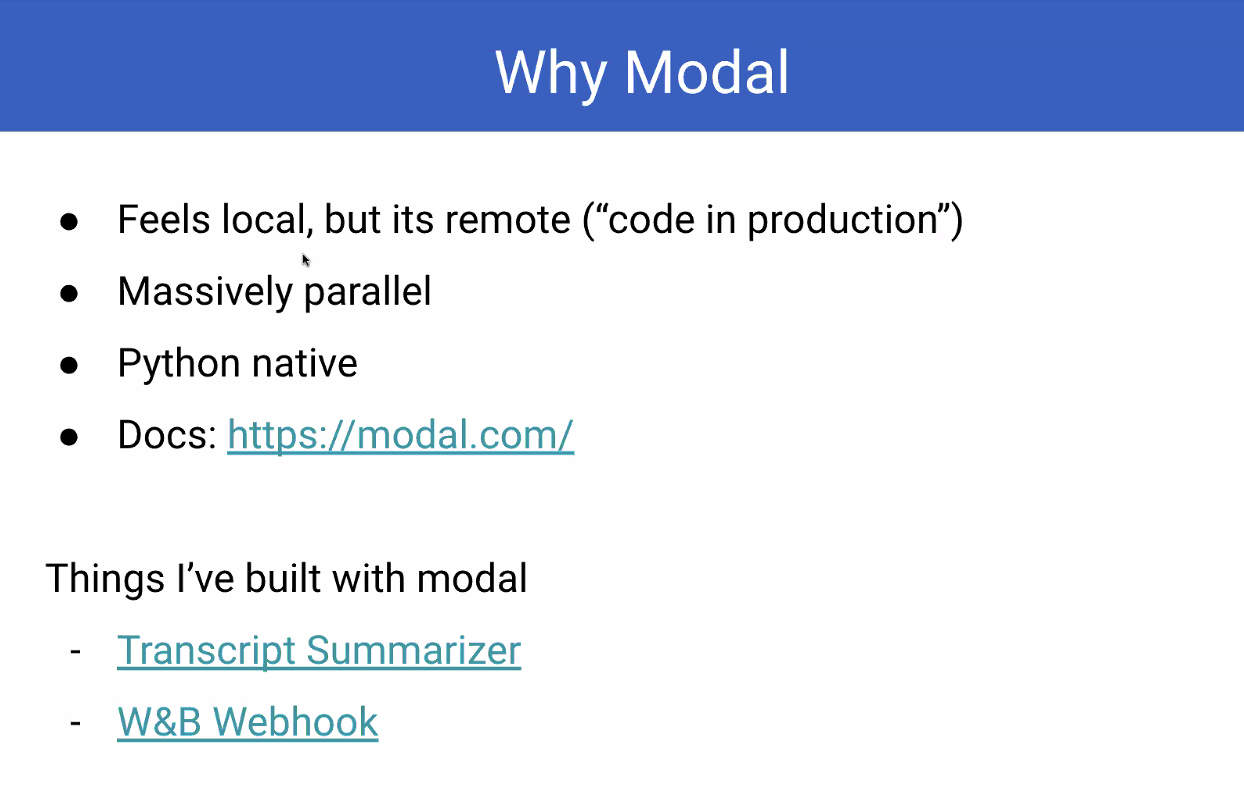 Why Modal
● Feels local, but its remote (“code in production”)
● Massively parallel
● Python native
● Docs: https://modal.com/
Things I’ve built with modal
- Transcript Summarizer
- W&B Webhook